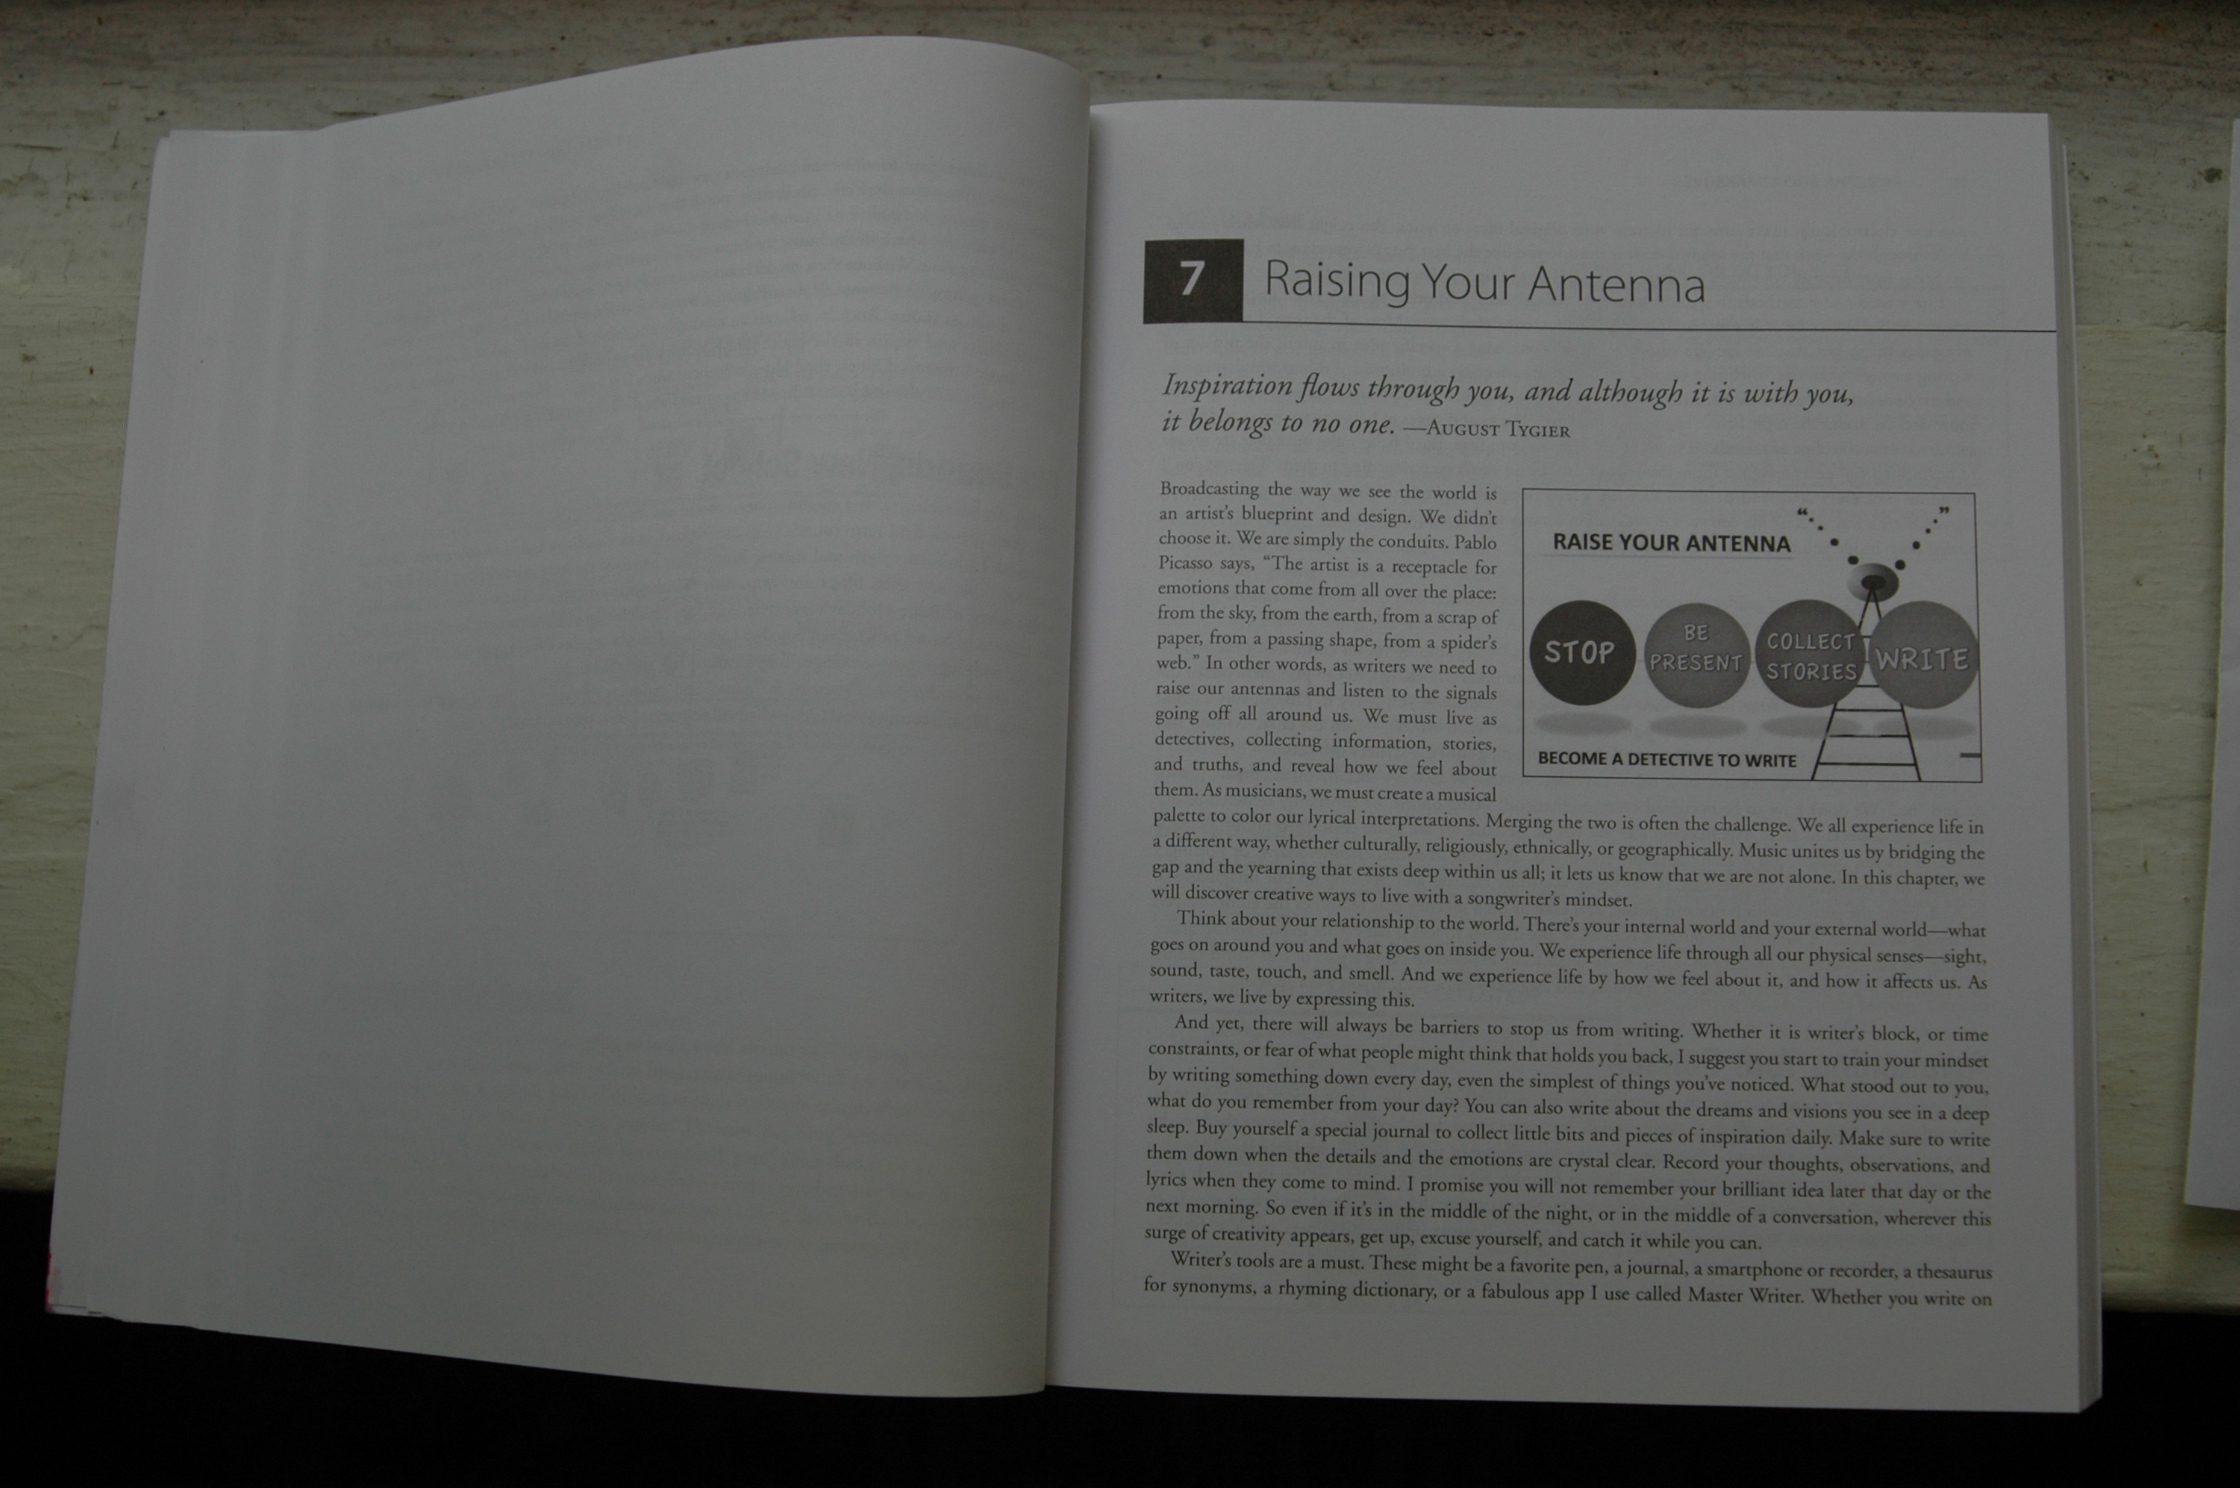 7 Raising Your Antenna
Inspiration flows through you, and although it is with you,
it belongs to no one. —August Tygier
Broadcasting the way we see the world is
an artist's blueprint and design. We didn't
choose it. We are simply the conduits. Pablo
Picasso says, “The artist is a receptacle for
emotions that come from all over the place:
from the sky, from the earth, from a scrap of
paper, from a passing shape, from a spider's
web.” In other words, as writers we need to
raise our antennas and listen to the signals
going off all around us. We must live as
detectives, collecting information, stories,
and truths, and reveal how we feel about
them. As musicians, we must create a musical
RAISE YOUR ANTENNA
“ ”
STOP
BE
PRESENT
COLLECT
STORIES
WRITE
BECOME A DETECTIVE TO WRITE
palette to color our lyrical interpretations. Merging the two is often the challenge. We all experience life in
a different way, whether culturally, religiously, ethnically, or geographically. Music unites us by bridging the
gap and the yearning that exists deep within us all; it lets us know that we are not alone. In this chapter, we
will discover creative ways to live with a songwriter's mindset.
Think about your relationship to the world. There's your internal world and your external world—what
goes on around you and what goes on inside you. We experience life through all our physical senses—sight,
sound, taste, touch, and smell. And we experience life by how we feel about it, and how it affects us. As
writers, we live by expressing this.
And yet, there will always be barriers to stop us from writing. Whether it is writer's block, or time
constraints, or fear of what people might think that holds you back, I suggest you start to train your mindset
by writing something down every day, even the simplest of things you've noticed. What stood out to you,
what do you remember from your day? You can also write about the dreams and visions you see in a deep
sleep. Buy yourself a special journal to collect little bits and pieces of inspiration daily. Make sure to write
them down when the details and the emotions are crystal clear. Record your thoughts, observations, and
lyrics when they come to mind. I promise you will not remember your brilliant idea later that day or the
next morning. So even if it's in the middle of the night, or in the middle of a conversation, wherever this
surge of creativity appears, get up, excuse yourself, and catch it while you can.
Writer's tools are a must. These might be a favorite pen, a journal, a smartphone or recorder, a thesaurus
for synonyms, a rhyming dictionary, or a fabulous app I use called Master Writer. Whether you write on